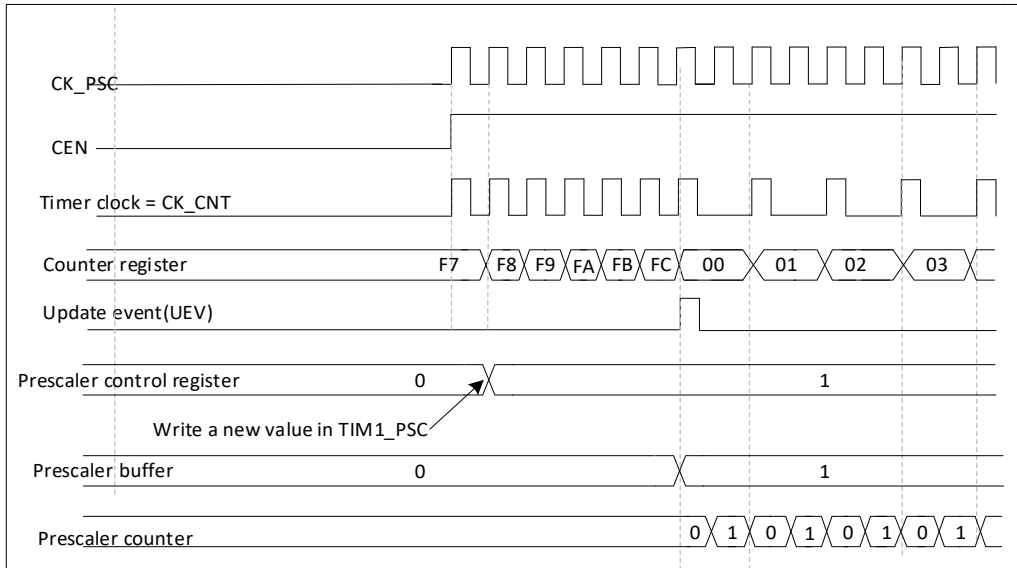 CK_PSC
CEN
Timer clock = CK_CNT
Counter register F7 F8 F9 FA FB FC 00 01 02 03
Update event(UEV)
Prescaler control register 0 1
Write a new value in TIM1_PSC
Prescaler buffer 0 1
Prescaler counter 0 1 0 1 0 1 0 1